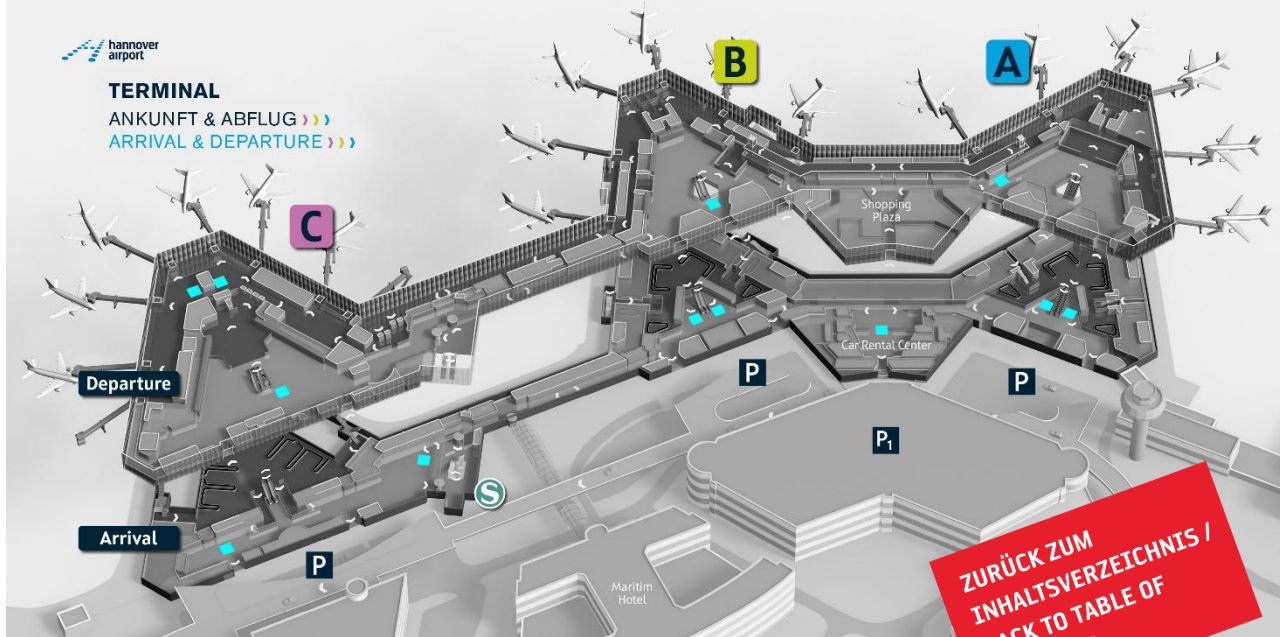 hannover
airport
TERMINAL
ANKUNFT & ABFLUG
ARRIVAL & DEPARTURE
B
A
C
Shopping
Plaza
Car Rental Center
Departure
P
P
P1
S
Arrival
P
Maritim
Hotel
ZURÜCK ZUM
INHALTSVERZEICHNIS /
ACK TO TABLE OF